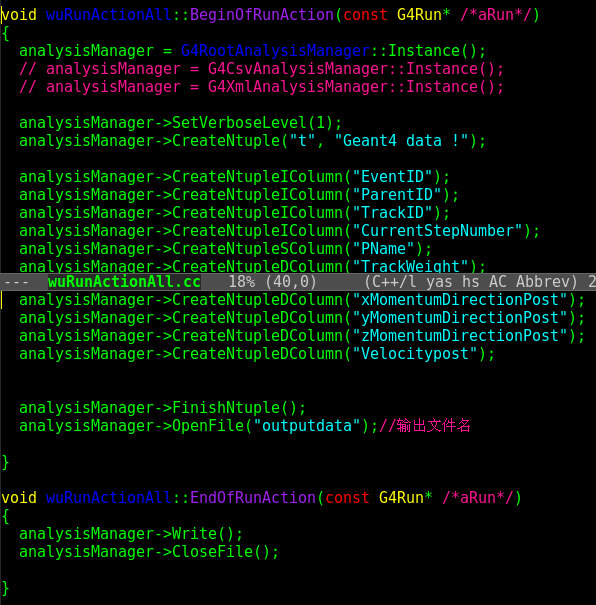 void wuRunActionAll::BeginOfRunAction(const G4Run* /*aRun*/)
{
  analysisManager = G4RootAnalysisManager::Instance();
  // analysisManager = G4CsvAnalysisManager::Instance();
  // analysisManager = G4XmlAnalysisManager::Instance();

  analysisManager->SetVerboseLevel(1);
  analysisManager->CreateNtuple("t", "Geant4 data !");

  analysisManager->CreateNtupleIColumn("EventID");
  analysisManager->CreateNtupleIColumn("ParentID");
  analysisManager->CreateNtupleIColumn("TrackID");
  analysisManager->CreateNtupleIColumn("CurrentStepNumber");
  analysisManager->CreateNtupleSColumn("PName");
  analysisManager->CreateNtupleDColumn("TrackWeight");
---  wuRunActionAll.cc   18% (40,0)     (C++/l yas hs AC Abbrev) 2
  analysisManager->CreateNtupleDColumn("xMomentumDirectionPost");
  analysisManager->CreateNtupleDColumn("yMomentumDirectionPost");
  analysisManager->CreateNtupleDColumn("zMomentumDirectionPost");
  analysisManager->CreateNtupleDColumn("Velocitypost");

  analysisManager->FinishNtuple();
  analysisManager->OpenFile("outputdata");//输出文件名

}

void wuRunActionAll::EndOfRunAction(const G4Run* /*aRun*/)
{
  analysisManager->Write();
  analysisManager->CloseFile();

}